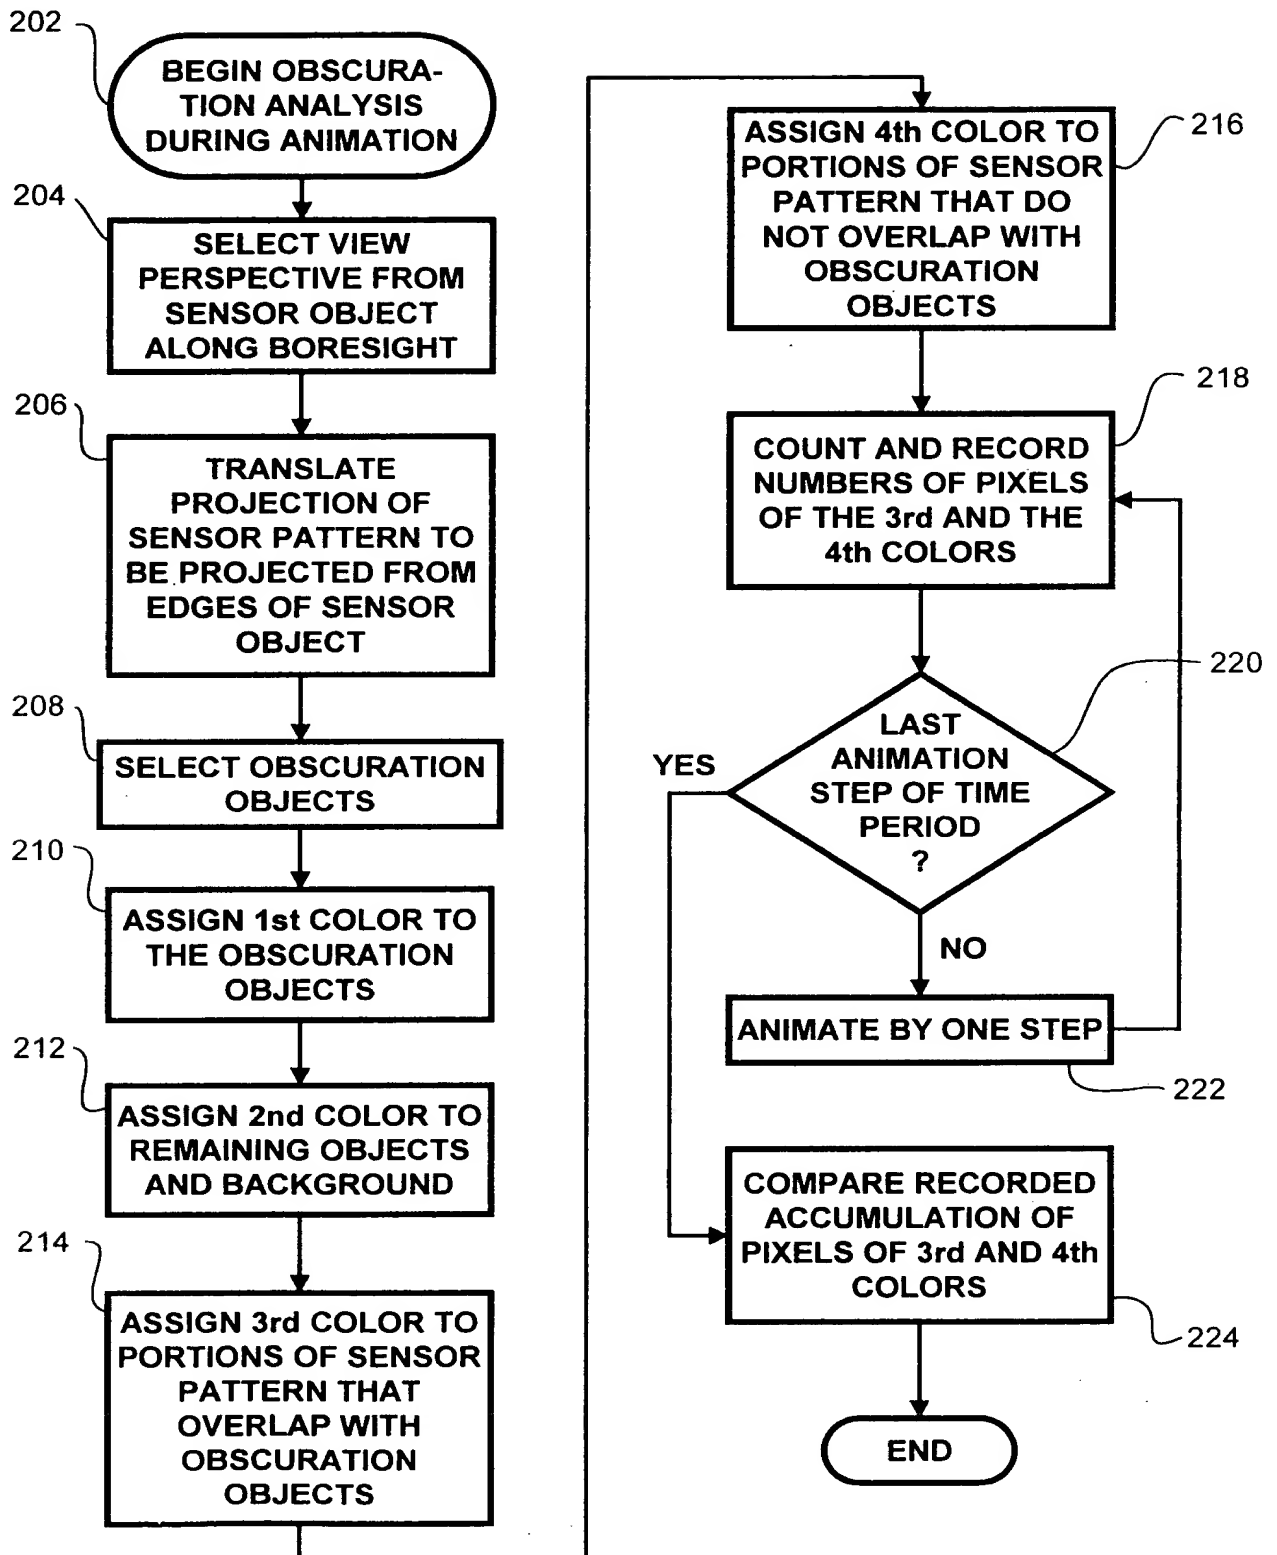 202
BEGIN OBSCURA-
TION ANALYSIS
DURING ANIMATION
204
SELECT VIEW
PERSPECTIVE FROM
SENSOR OBJECT
ALONG BORESIGHT
206
TRANSLATE
PROJECTION OF
SENSOR PATTERN TO
BE PROJECTED FROM
EDGES OF SENSOR
OBJECT
208
SELECT OBSCURATION
OBJECTS
210
ASSIGN 1st COLOR TO
THE OBSCURATION
OBJECTS
212
ASSIGN 2nd COLOR TO
REMAINING OBJECTS
AND BACKGROUND
214
ASSIGN 3rd COLOR TO
PORTIONS OF SENSOR
PATTERN THAT
OVERLAP WITH
OBSCURATION
OBJECTS
216
ASSIGN 4th COLOR TO
PORTIONS OF SENSOR
PATTERN THAT DO
NOT OVERLAP WITH
OBSCURATION
OBJECTS
218
COUNT AND RECORD
NUMBERS OF PIXELS
OF THE 3rd AND THE
4th COLORS
220
LAST
ANIMATION
STEP OF TIME
PERIOD
?
YES
NO
ANIMATE BY ONE STEP
222
COMPARE RECORDED
ACCUMULATION OF
PIXELS OF 3rd AND 4th
COLORS
224
END